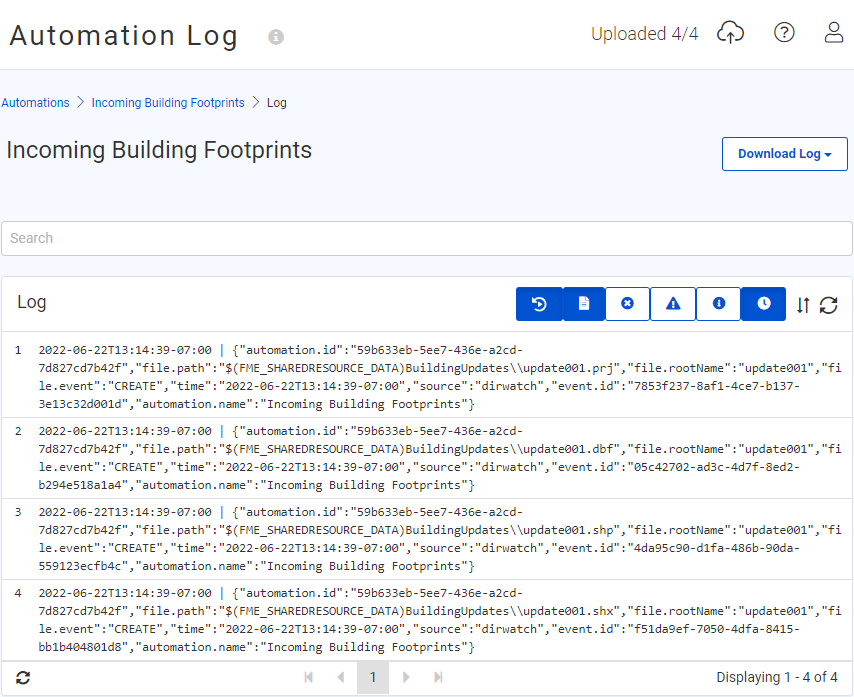 Automation Log
Uploaded 4/4
Automations > Incoming Building Footprints > Log
Incoming Building Footprints
Download Log
Search
Log
1 2022-06-22T13:14:39-07:00 | {"automation.id":"59b633eb-5ee7-436e-a2cd-
7d827cd7b42f","file.path":"$(FME_SHAREDRESOURCE_DATA)BuildingUpdates\\update001.prj","file.rootName":"update001","fi
le.event":"CREATE","time":"2022-06-22T13:14:39-07:00","source":"dirwatch","event.id":"7853f237-8af1-4ce7-b137-
3e13c32d001d","automation.name":"Incoming Building Footprints"}
2 2022-06-22T13:14:39-07:00 | {"automation.id":"59b633eb-5ee7-436e-a2cd-
7d827cd7b42f","file.path":"$(FME_SHAREDRESOURCE_DATA)BuildingUpdates\\update001.dbf","file.rootName":"update001","fi
le.event":"CREATE","time":"2022-06-22T13:14:39-07:00","source":"dirwatch","event.id":"05c42702-ad3c-4d7f-8ed2-
b294e518a1a4","automation.name":"Incoming Building Footprints"}
3 2022-06-22T13:14:39-07:00 | {"automation.id":"59b633eb-5ee7-436e-a2cd-
7d827cd7b42f","file.path":"$(FME_SHAREDRESOURCE_DATA)BuildingUpdates\\update001.shp","file.rootName":"update001","fi
le.event":"CREATE","time":"2022-06-22T13:14:39-07:00","source":"dirwatch","event.id":"4da95c90-d1fa-486b-90da-
559123ecfb4c","automation.name":"Incoming Building Footprints"}
4 2022-06-22T13:14:39-07:00 | {"automation.id":"59b633eb-5ee7-436e-a2cd-
7d827cd7b42f","file.path":"$(FME_SHAREDRESOURCE_DATA)BuildingUpdates\\update001.shx","file.rootName":"update001","fi
le.event":"CREATE","time":"2022-06-22T13:14:39-07:00","source":"dirwatch","event.id":"f51da9ef-7050-4dfa-8415-
bb1b404801d8","automation.name":"Incoming Building Footprints"}
1
Displaying 1 - 4 of 4